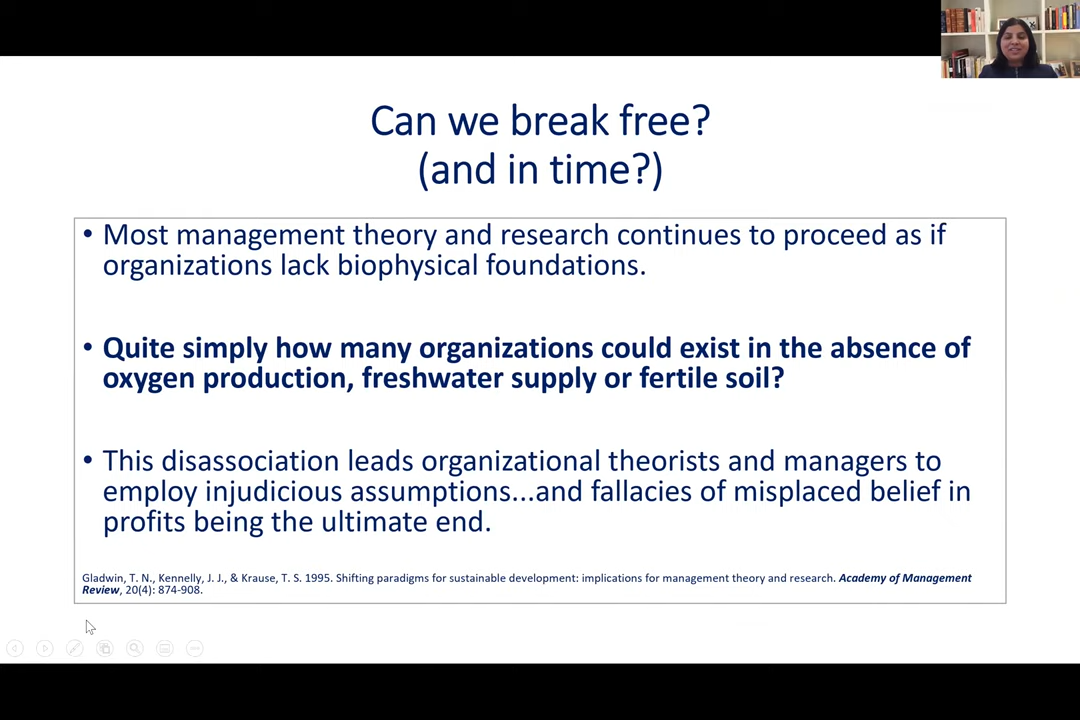 Can we break free?
(and in time?)
• Most management theory and research continues to proceed as if
organizations lack biophysical foundations.
• Quite simply how many organizations could exist in the absence of
oxygen production, freshwater supply or fertile soil?
• This disassociation leads organizational theorists and managers to
employ injudicious assumptions...and fallacies of misplaced belief in
profits being the ultimate end.
Gladwin, T. N., Kennelly, J. J., & Krause, T. S. 1995. Shifting paradigms for sustainable development: implications for management theory and research. Academy of Management
Review, 20(4): 874-908.